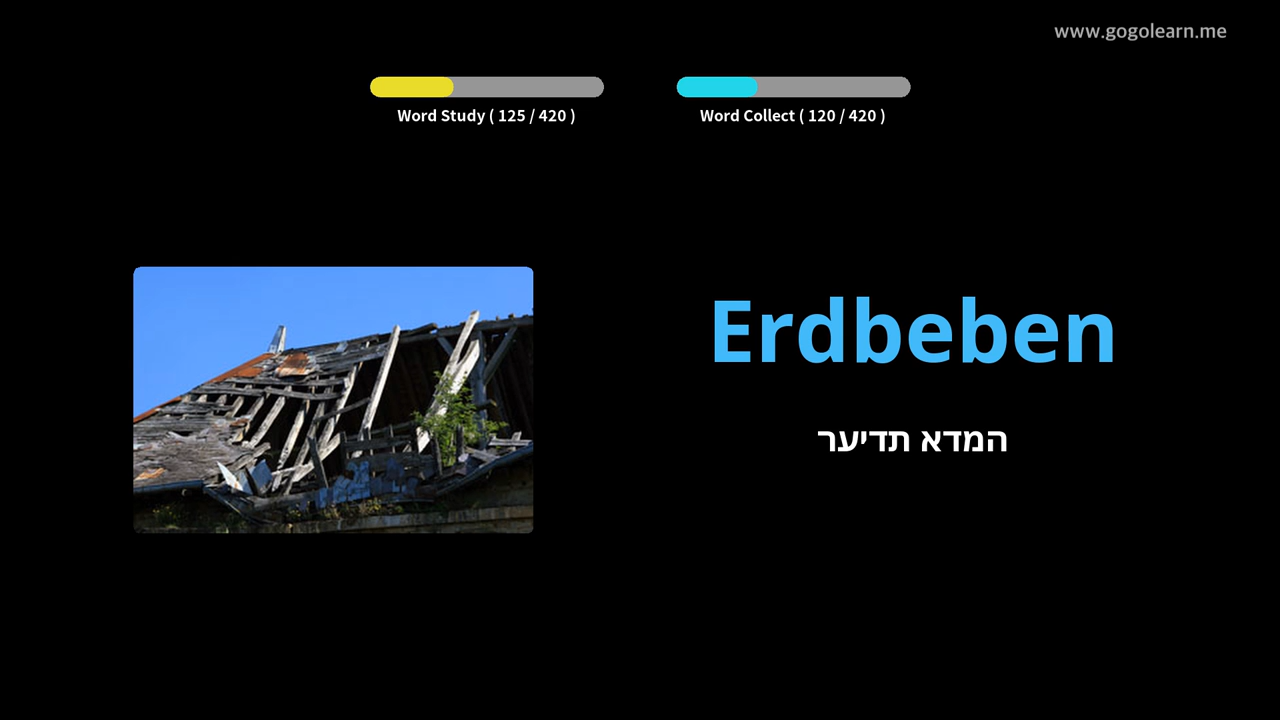 www.gogolearn.me
Word Study ( 125 / 420 )
Word Collect ( 120 / 420 )
Erdbeben
המדא תדיער